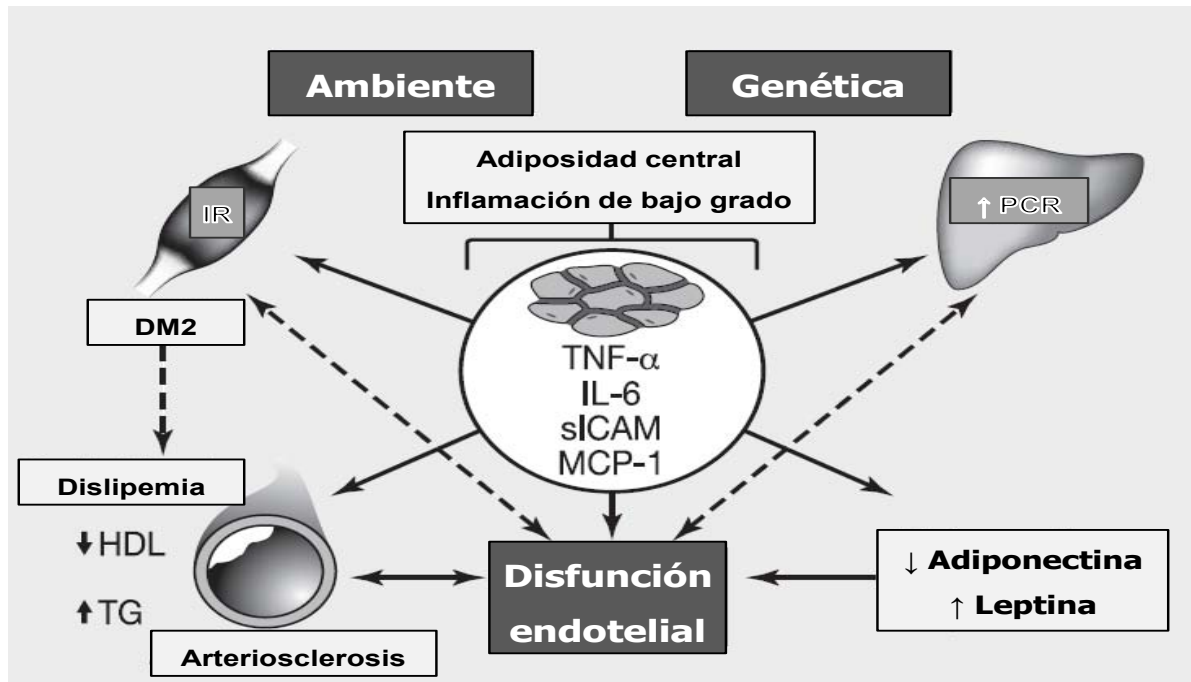 Ambiente
Genética
Adiposidad central
Inflamación de bajo grado
IR
↑ PCR
DM2
TNF-α
IL-6
sICAM
MCP-1
Dislipemia
↓HDL
↑TG
Arteriosclerosis
Disfunción
endotelial
↓ Adiponectina
↑ Leptina